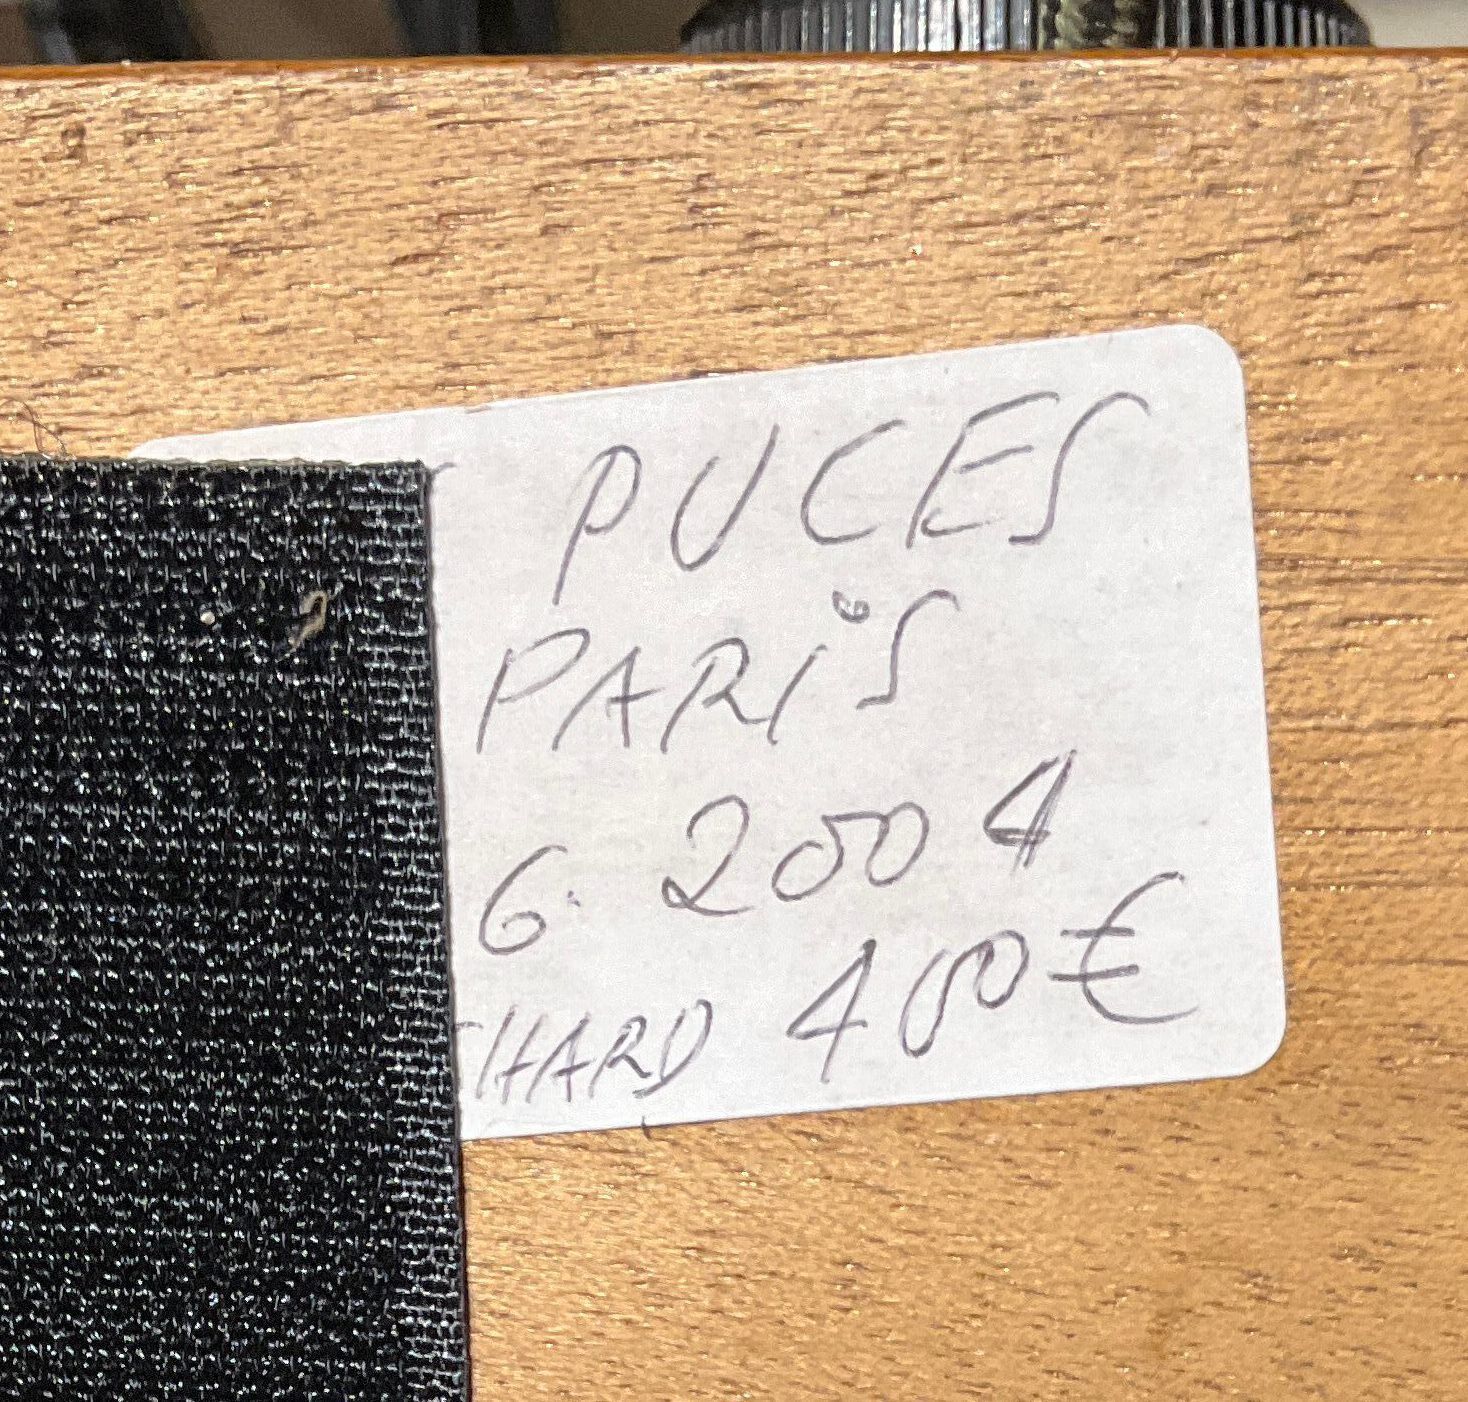 PUCES
PARiS
6. 2004
HARD 400€